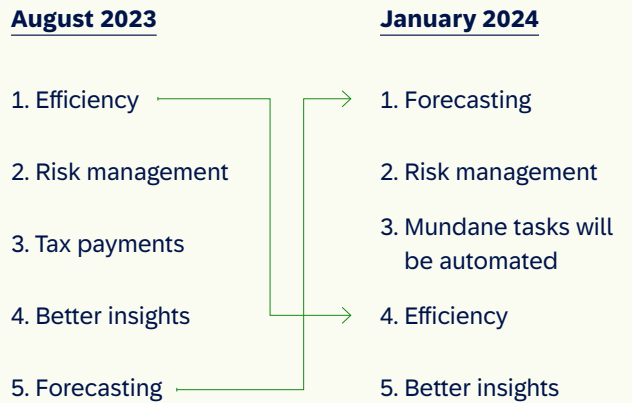 August 2023
1. Efficiency
2. Risk management
3. Tax payments
4. Better insights
5. Forecasting
January 2024
1. Forecasting
2. Risk management
3. Mundane tasks will
be automated
4. Efficiency
5. Better insights